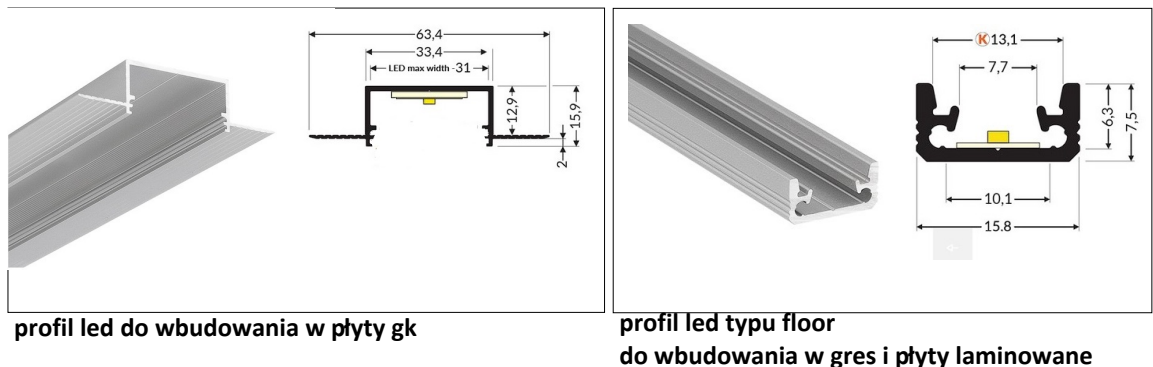 63,4
33,4
LED max width - 31
12,9
15,9
2
profil led do wbudowania w płyty gk
K 13,1
7,7
6,3
7,5
10,1
15.8
profil led typu floor
do wbudowania w gres i płyty laminowane